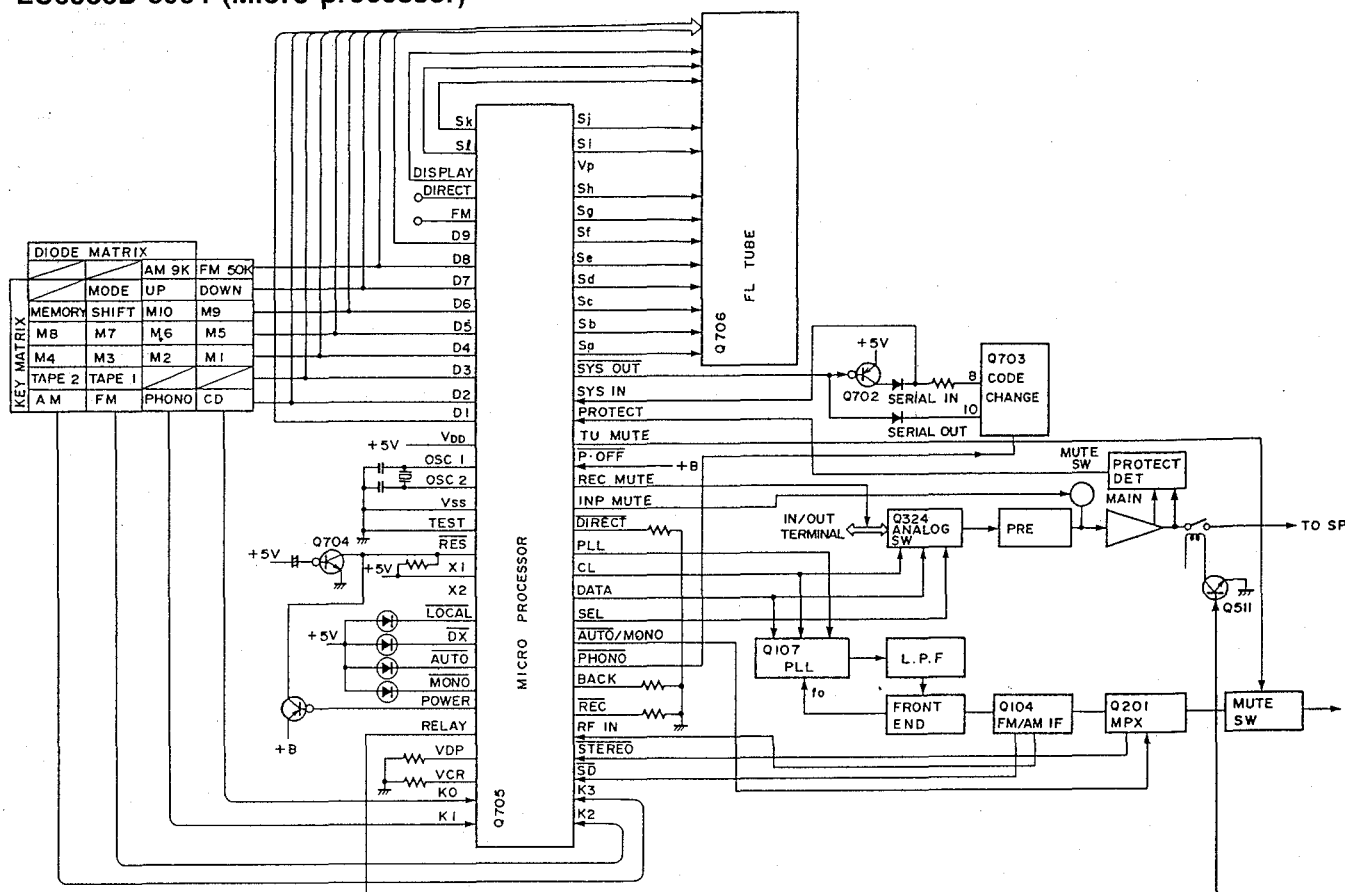 (Micro processor)
DIODE MATRIX
AM 9K FM 50K
KEY MATRIX
MODE UP DOWN
MEMORY SHIFT M10 M9
M8 M7 M6 M5
M4 M3 M2 M1
TAPE 2 TAPE 1
AM FM PHONO CD
Sk
Sℓ
DISPLAY
DIRECT
FM
D9
D8
D7
D6
D5
D4
D3
D2
D1
+5V VDD
OSC 1
OSC 2
VSS
TEST
Q704
+5V
RES
+5V X1
X2
LOCAL
+5V DX
AUTO
MONO
POWER
+B
RELAY
VDP
VCR
K0
K1
MICRO PROCESSOR
Q705
Sj
Si
Vp
Sh
Sg
Sf
Se
Sd
Sc
Sb
Sa
SYS OUT
SYS IN
PROTECT
TU MUTE
P·OFF +B
REC MUTE
INP MUTE
DIRECT
PLL
CL
DATA
SEL
AUTO/MONO
PHONO
BACK
REC
RF IN
STEREO
SD
K3
K2
FL TUBE
Q706
+5V
Q702
SERIAL IN
8
10
SERIAL OUT
Q703
CODE
CHANGE
MUTE
SW
PROTECT
DET
MAIN
IN/OUT
TERMINAL
Q324
ANALOG
SW
PRE
TO SP
Q511
Q107
PLL
L.P.F
fo
FRONT
END
Q104
FM/AM IF
Q201
MPX
MUTE
SW